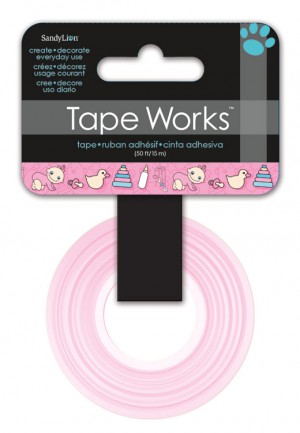 SandyLion
create•decorate
everyday use
créez•décorez
usage courant
cree•decore
uso diario
Tape Works™
tape•ruban adhésif•cinta adhesiva
(50 ft/15 m)